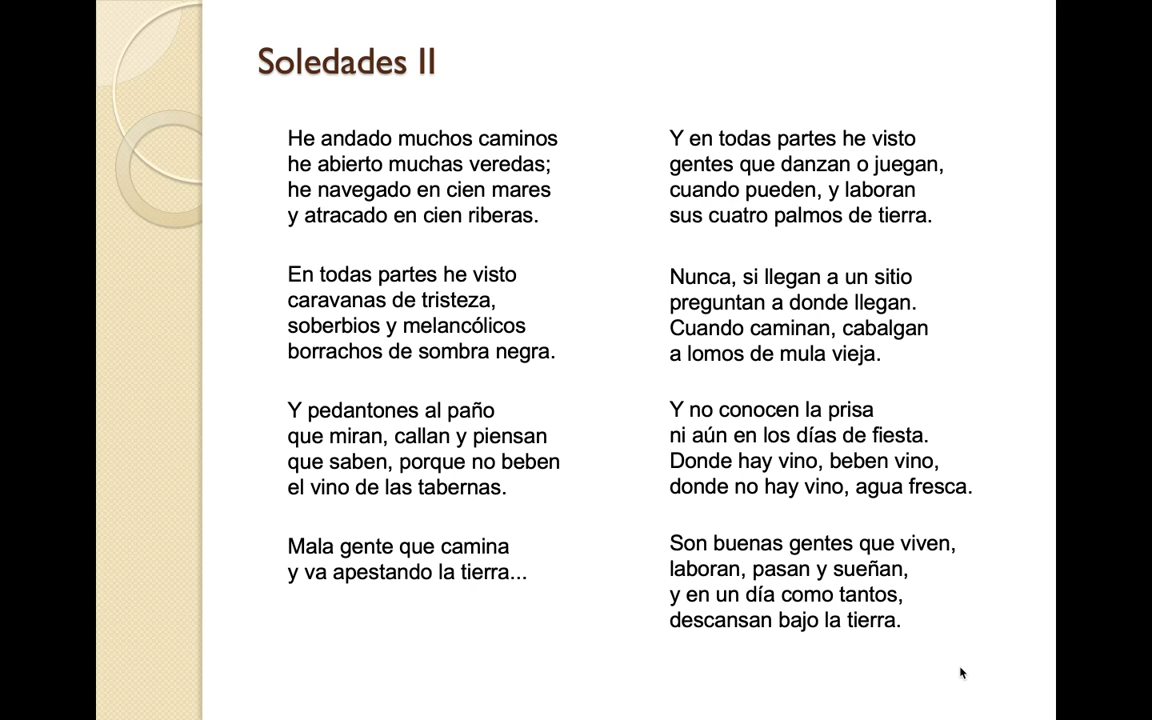 Soledades II
He andado muchos caminos
he abierto muchas veredas;
he navegado en cien mares
y atracado en cien riberas.
En todas partes he visto
caravanas de tristeza,
soberbios y melancólicos
borrachos de sombra negra.
Y pedantones al paño
que miran, callan y piensan
que saben, porque no beben
el vino de las tabernas.
Mala gente que camina
y va apestando la tierra...
Y en todas partes he visto
gentes que danzan o juegan,
cuando pueden, y laboran
sus cuatro palmos de tierra.
Nunca, si llegan a un sitio
preguntan a donde llegan.
Cuando caminan, cabalgan
a lomos de mula vieja.
Y no conocen la prisa
ni aún en los días de fiesta.
Donde hay vino, beben vino,
donde no hay vino, agua fresca.
Son buenas gentes que viven,
laboran, pasan y sueñan,
y en un día como tantos,
descansan bajo la tierra.